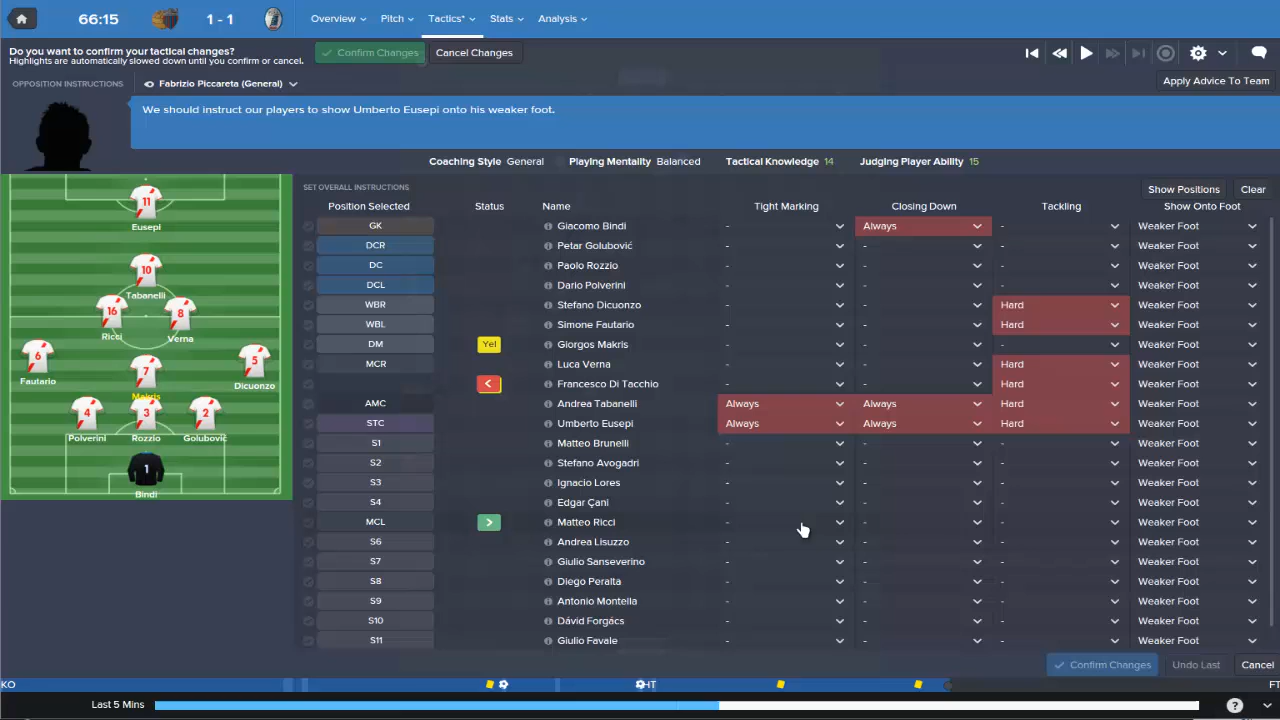 66:15
1 - 1
Overview
Pitch
Tactics*
Stats
Analysis
Do you want to confirm your tactical changes?
Highlights are automatically slowed down until you confirm or cancel.
Confirm Changes
Cancel Changes
OPPOSITION INSTRUCTIONS
Fabrizio Piccareta (General)
Apply Advice To Team
We should instruct our players to show Umberto Eusepi onto his weaker foot.
Coaching Style General Playing Mentality Balanced Tactical Knowledge 14 Judging Player Ability 15
SET OVERALL INSTRUCTIONS
Show Positions
Clear
Position Selected Status Name Tight Marking Closing Down Tackling Show Onto Foot
GK Giacomo Bindi - Always - Weaker Foot
DCR Petar Golubović - - - Weaker Foot
DC Paolo Rozzio - - - Weaker Foot
DCL Dario Polverini - - - Weaker Foot
WBR Stefano Dicuonzo - - Hard Weaker Foot
WBL Simone Fautario - - Hard Weaker Foot
DM Yel Giorgos Makris - - - Weaker Foot
MCR Luca Verna - - Hard Weaker Foot
Francesco Di Tacchio - - Hard Weaker Foot
AMC Andrea Tabanelli Always Always Hard Weaker Foot
STC Umberto Eusepi Always Always Hard Weaker Foot
S1 Matteo Brunelli - - - Weaker Foot
S2 Stefano Avogadri - - - Weaker Foot
S3 Ignacio Lores - - - Weaker Foot
S4 Edgar Çani - - - Weaker Foot
MCL Matteo Ricci - - - Weaker Foot
S6 Andrea Lisuzzo - - - Weaker Foot
S7 Giulio Sanseverino - - - Weaker Foot
S8 Diego Peralta - - - Weaker Foot
S9 Antonio Montella - - - Weaker Foot
S10 Dávid Forgács - - - Weaker Foot
S11 Giulio Favale - - - Weaker Foot
11
Eusepi
10
Tabanelli
16
Ricci
8
Verna
6
Fautario
7
Makris
5
Dicuonzo
4
Polverini
3
Rozzio
2
Golubović
1
Bindi
Confirm Changes
Undo Last
Cancel
KO
HT
FT
Last 5 Mins
?